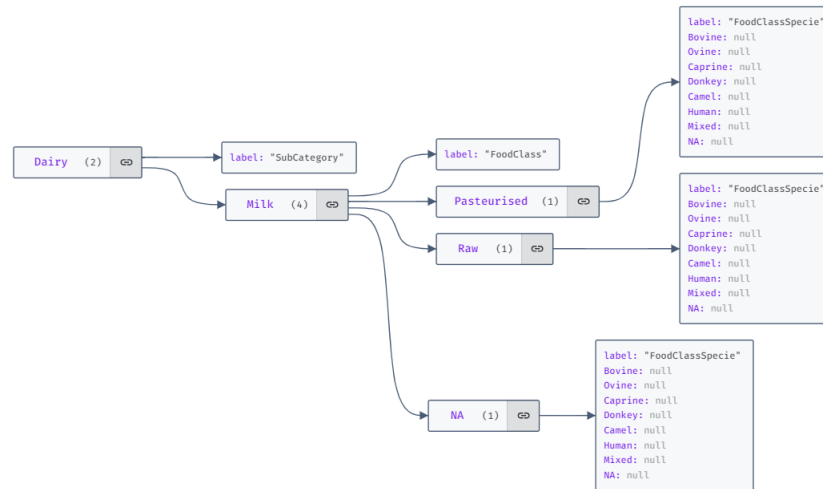 label: "FoodClassSpecie"
Bovine: null
Ovine: null
Caprine: null
Donkey: null
Camel: null
Human: null
Mixed: null
NA: null
Dairy (2)
label: "SubCategory"
label: "FoodClass"
Milk (4)
Pasteurised (1)
Raw (1)
label: "FoodClassSpecie"
Bovine: null
Ovine: null
Caprine: null
Donkey: null
Camel: null
Human: null
Mixed: null
NA: null
NA (1)
label: "FoodClassSpecie"
Bovine: null
Ovine: null
Caprine: null
Donkey: null
Camel: null
Human: null
Mixed: null
NA: null